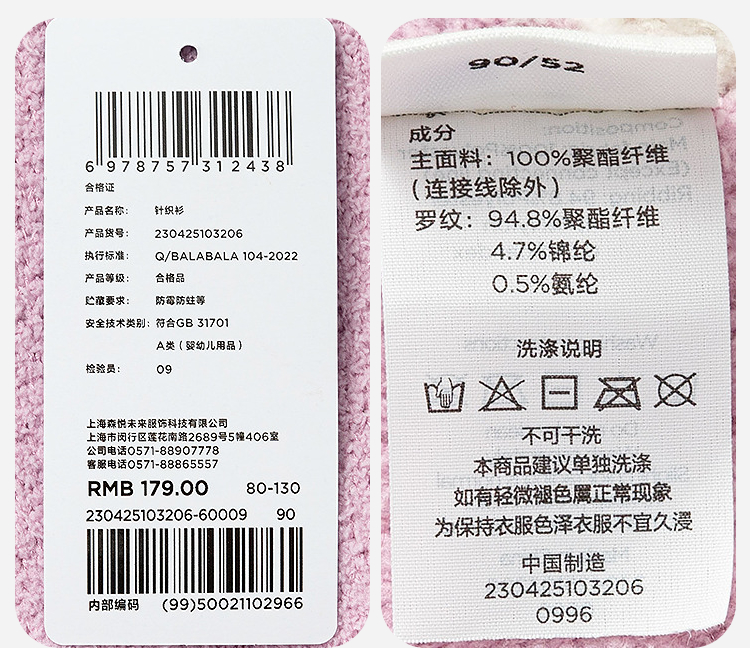 6 978757 312438
合格证
产品名称: 针织衫
产品货号: 230425103206
执行标准: Q/BALABALA 104-2022
产品等级: 合格品
贮藏要求: 防霉防蛀等
安全技术类别: 符合GB 31701
A类(婴幼儿用品)
检验员: 09
上海森悦未来服饰科技有限公司
上海市闵行区莲花南路2689号5幢406室
公司电话0571-88907778
客服电话0571-88865557
RMB 179.00 80-130
230425103206-60009 90
内部编码 (99)50021102966
90/52
成分
主面料: 100%聚酯纤维
(连接线除外)
罗纹: 94.8%聚酯纤维
4.7%锦纶
0.5%氨纶
洗涤说明
不可干洗
本商品建议单独洗涤
如有轻微褪色属正常现象
为保持衣服色泽衣服不宜久浸
中国制造
230425103206
0996